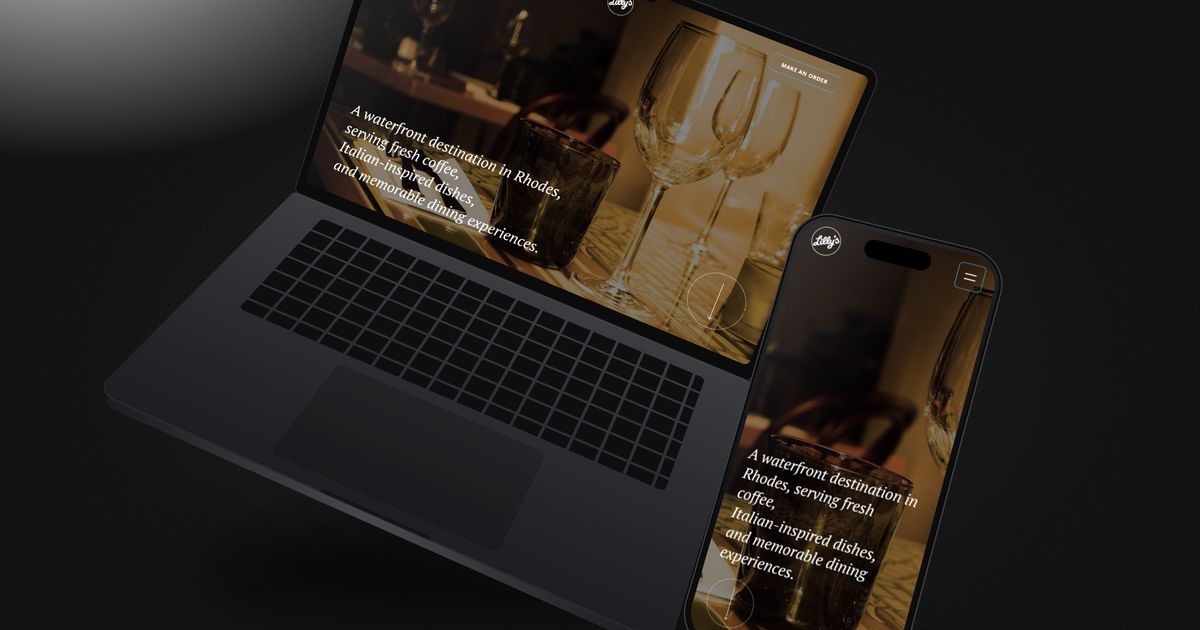 Lilly's
MAKE AN ORDER
A waterfront destination in Rhodes,
serving fresh coffee,
Italian-inspired dishes,
and memorable dining experiences.
Lilly's
A waterfront destination in
Rhodes, serving fresh
coffee,
Italian-inspired dishes,
and memorable dining
experiences.